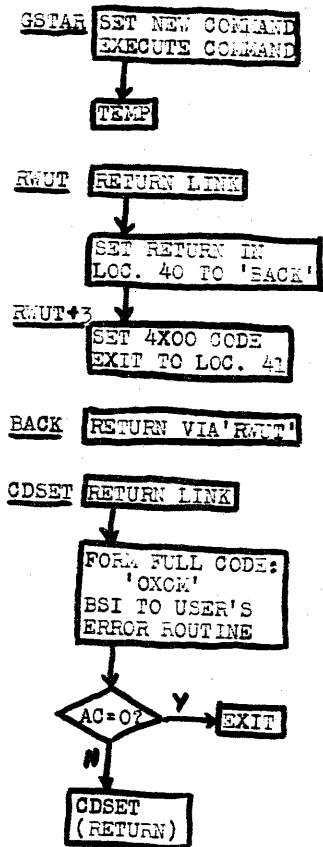 GSTAR SET NEW COMMAND
EXECUTE COMMAND
TEMP
RWUT RETURN LINK
SET RETURN IN
LOC. 40 TO 'BACK'
RWUT+3
SET 4X00 CODE
EXIT TO LOC. 41
BACK RETURN VIA'RWUT'
CDSET RETURN LINK
FORM FULL CODE:
'0X0M'
BSI TO USER'S
ERROR ROUTINE
AC=0? Y EXIT
N
CDSET
(RETURN)